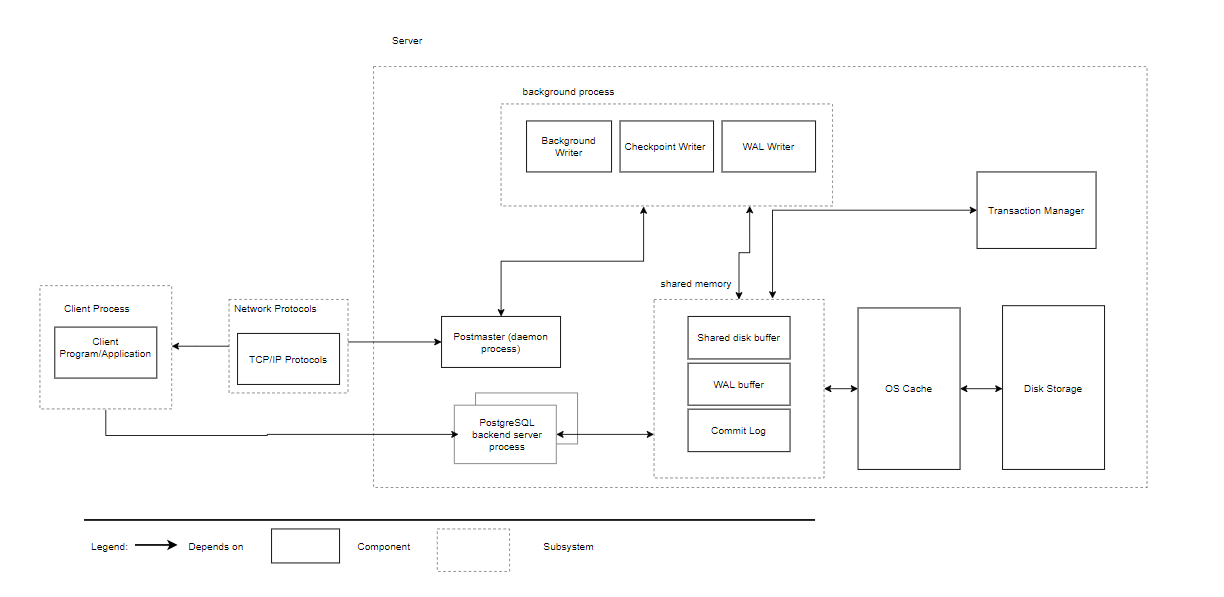 Server
background process
Background
Writer
Checkpoint Writer
WAL Writer
Transaction Manager
shared memory
Client Process
Client
Program/Application
Network Protocols
TCP/IP Protocols
Postmaster (daemon
process)
Shared disk buffer
WAL buffer
Commit Log
OS Cache
Disk Storage
PostgreSQL
backend server
process
Legend:
Depends on
Component
Subsystem